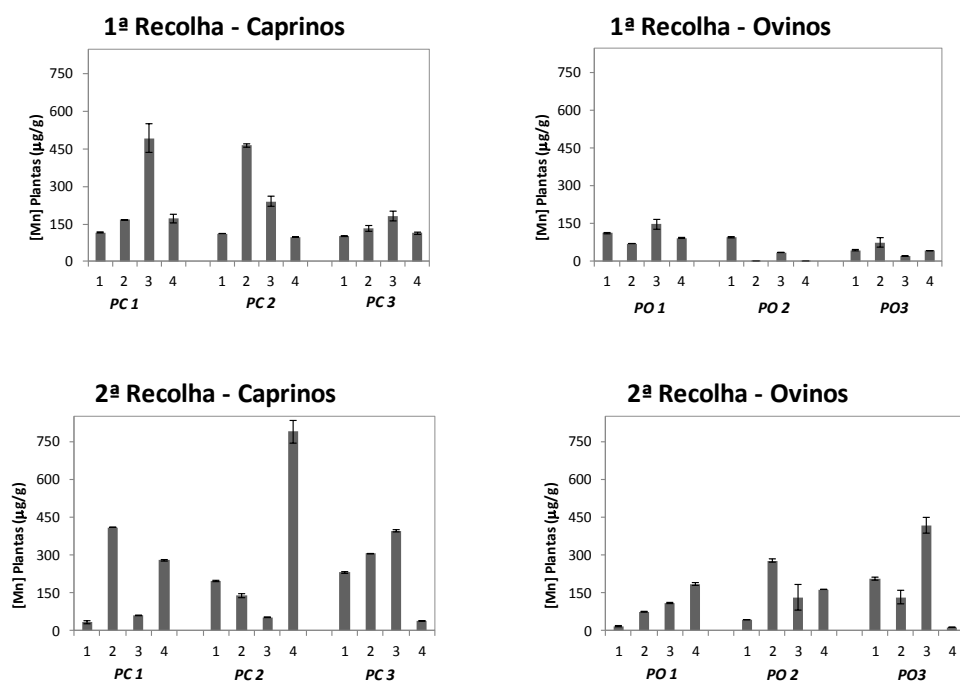 1ª Recolha - Caprinos
[Mn] Plantas (µg/g)
750
600
450
300
150
0
1 2 3 4 1 2 3 4 1 2 3 4
PC 1 PC 2 PC 3
1ª Recolha - Ovinos
[Mn] Plantas (µg/g)
750
600
450
300
150
0
1 2 3 4 1 2 3 4 1 2 3 4
PO 1 PO 2 PO3
2ª Recolha - Caprinos
[Mn] Plantas (µg/g)
750
600
450
300
150
0
1 2 3 4 1 2 3 4 1 2 3 4
PC 1 PC 2 PC 3
2ª Recolha - Ovinos
[Mn] Plantas (µg/g)
750
600
450
300
150
0
1 2 3 4 1 2 3 4 1 2 3 4
PO 1 PO 2 PO3